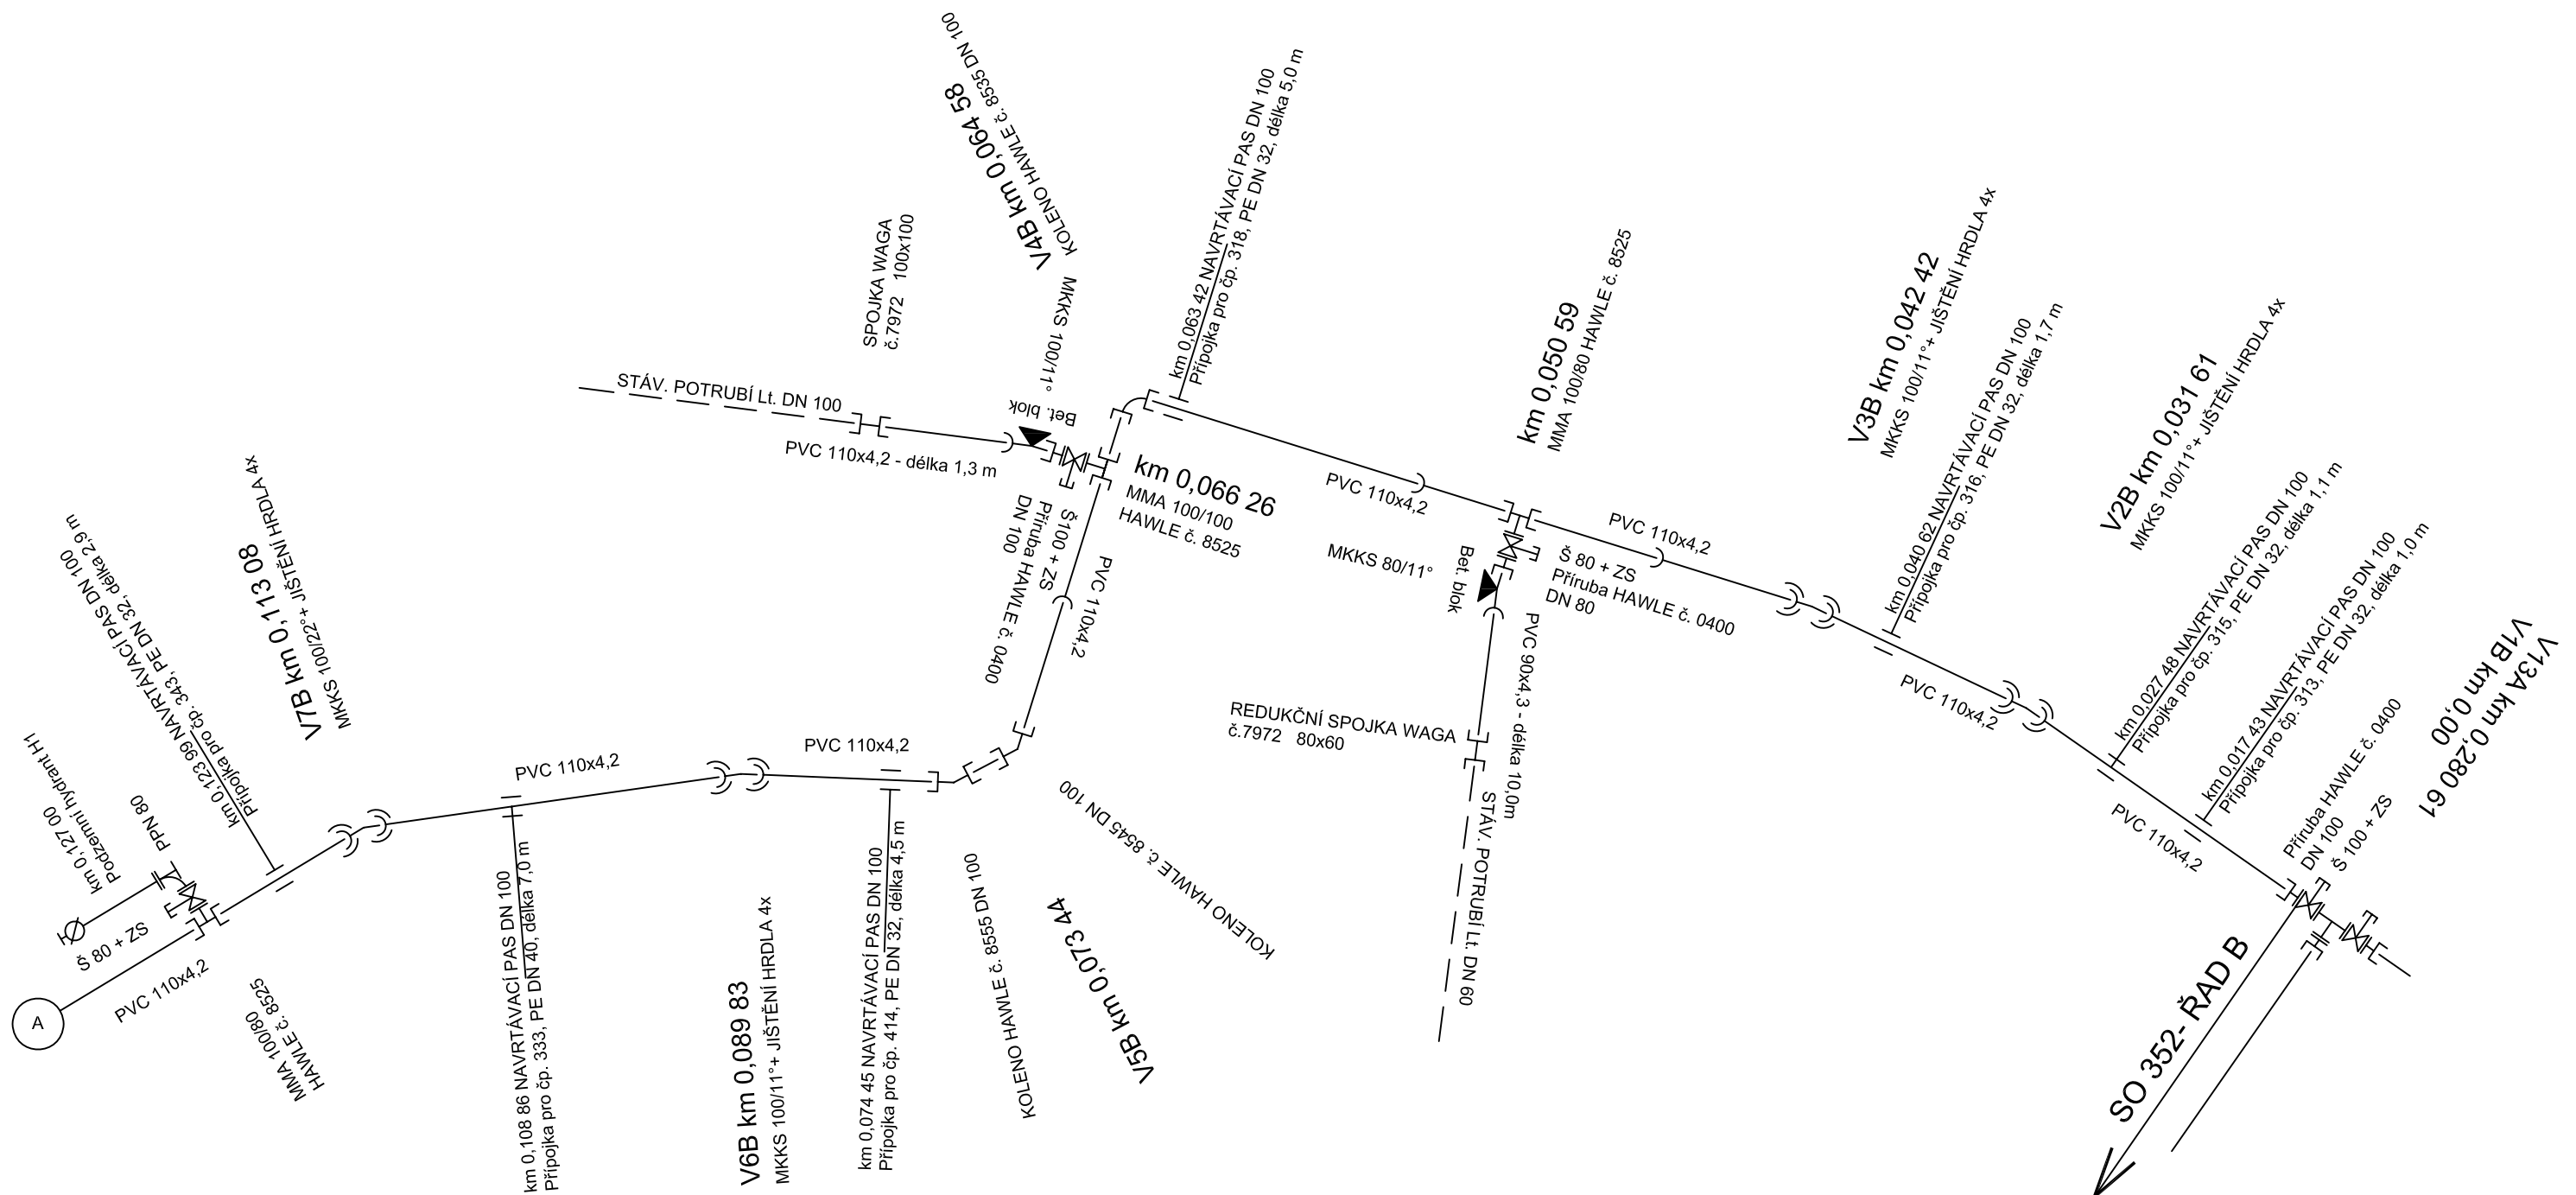 KOLENO HAWLE č. 8535 DN 100
V4B km 0,064 58
SPOJKA WAGA
č.7972 100x100
MKKS 100/11°
Bet. blok
STÁV. POTRUBÍ Lt. DN 100
PVC 110x4,2 - délka 1,3 m
km 0,063 42 NAVRTÁVACÍ PAS DN 100
Přípojka pro čp. 318, PE DN 32, délka 5,0 m
km 0,066 26
MMA 100/100
HAWLE č. 8525
Š100 + ZS
Příruba HAWLE č. 0400
DN 100
PVC 110x4,2
PVC 110x4,2
km 0,050 59
MMA 100/80 HAWLE č. 8525
PVC 110x4,2
MKKS 80/11°
Bet. blok
Š 80 + ZS
Příruba HAWLE č. 0400
DN 80
PVC 90x4,3 - délka 10,0m
REDUKČNÍ SPOJKA WAGA
č.7972 80x60
STÁV. POTRUBÍ Lt. DN 60
V3B km 0,042 42
MKKS 100/11°+ JIŠTĚNÍ HRDLA 4x
km 0,040 62 NAVRTÁVACÍ PAS DN 100
Přípojka pro čp. 316, PE DN 32, délka 1,7 m
PVC 110x4,2
V2B km 0,031 61
MKKS 100/11°+ JIŠTĚNÍ HRDLA 4x
km 0,027 48 NAVRTÁVACÍ PAS DN 100
Přípojka pro čp. 315, PE DN 32, délka 1,1 m
km 0,017 43 NAVRTÁVACÍ PAS DN 100
Přípojka pro čp. 313, PE DN 32, délka 1,0 m
PVC 110x4,2
Příruba HAWLE č. 0400
DN 100
Š 100 + ZS
V13A km 0,280 61
V1B km 0,00
SO 352- ŘAD B
KOLENO HAWLE č. 8545 DN 100
V5B km 0,073 44
KOLENO HAWLE č. 8555 DN 100
PVC 110x4,2
km 0,074 45 NAVRTÁVACÍ PAS DN 100
Přípojka pro čp. 414, PE DN 32, délka 4,5 m
V6B km 0,089 83
MKKS 100/11°+ JIŠTĚNÍ HRDLA 4x
PVC 110x4,2
km 0,108 86 NAVRTÁVACÍ PAS DN 100
Přípojka pro čp. 333, PE DN 40, délka 7,0 m
V7B km 0,113 08
MKKS 100/22°+ JIŠTĚNÍ HRDLA 4x
km 0,123 99 NAVRTÁVACÍ PAS DN 100
Přípojka pro čp. 343, PE DN 32, délka 2,9 m
km 0,127 00
Podzemní hydrant H1
PPN 80
Š 80 + ZS
PVC 110x4,2
MMA 100/80
HAWLE č. 8525
A